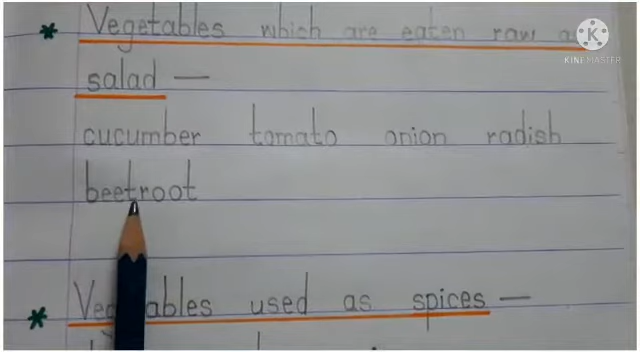 * Vegetables which are eaten raw as
KINEMASTER
salad —
cucumber tomato onion radish
beetroot
* Vegetables used as spices —